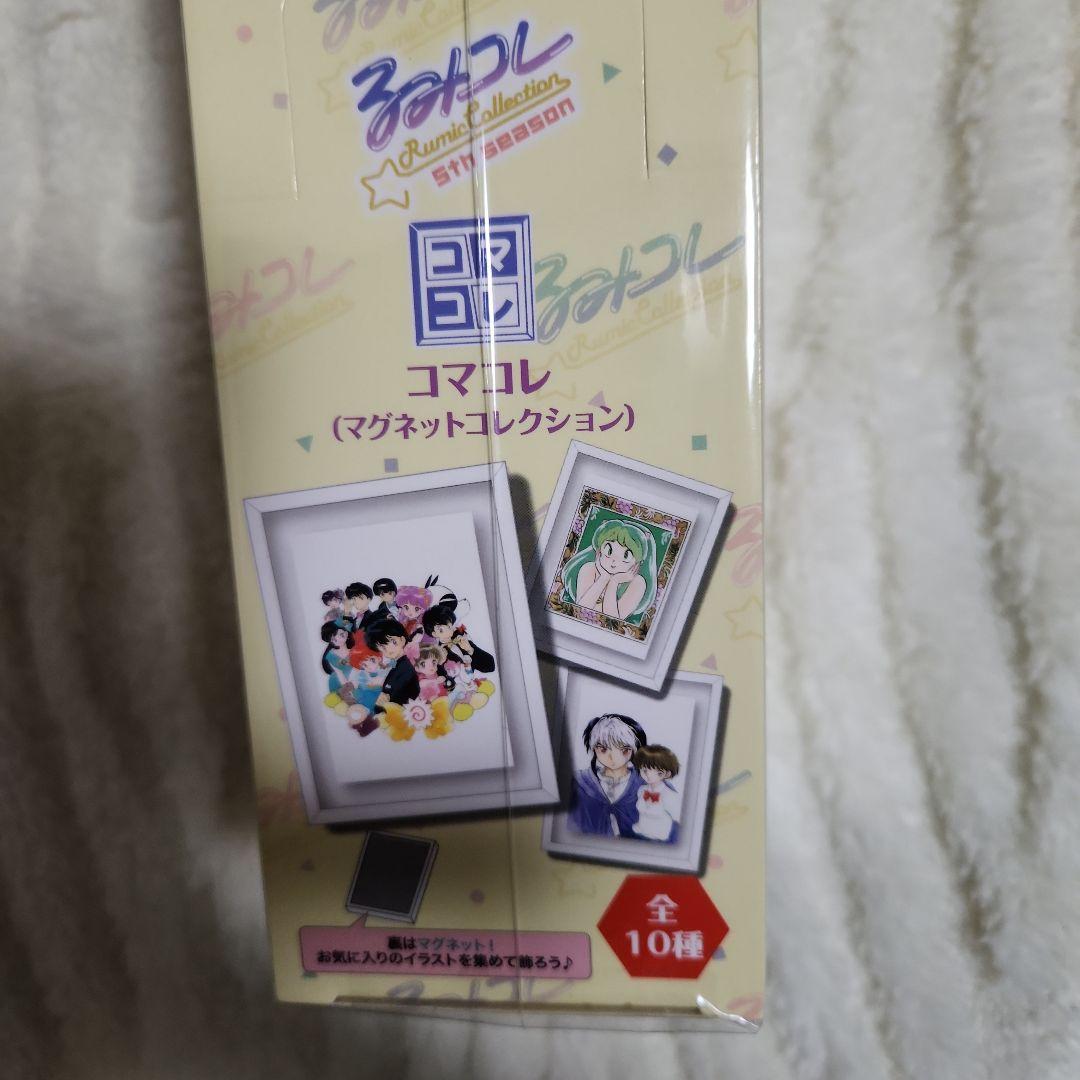 るみコレ
Rumic Collection
5th season
コマ
コレ
るみコレ
Rumic Collection
コマコレ
(マグネットコレクション)
裏はマグネット!
お気に入りのイラストを集めて飾ろう♪
全
10種